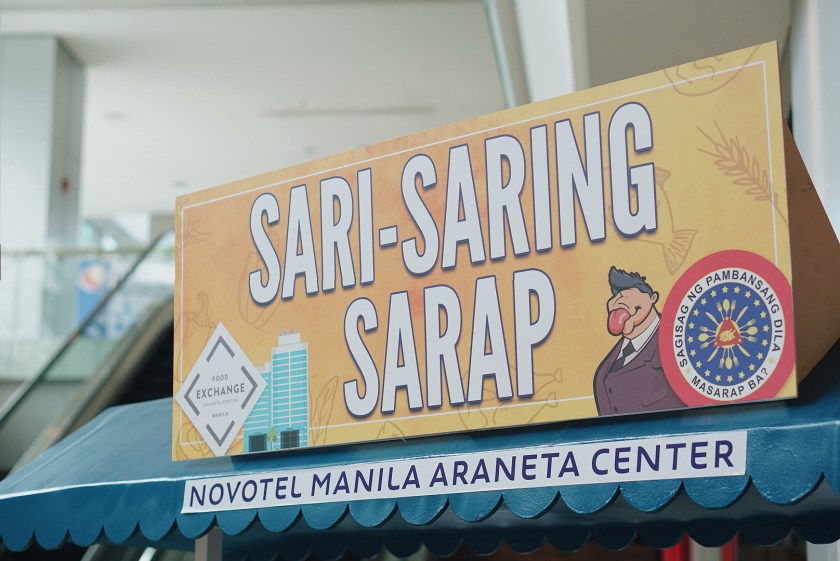 SARI-SARING
SARAP
FOOD
EXCHANGE
MANILA
SAGISAG NG PAMBANSANG DILA
MASARAP BA?
NOVOTEL MANILA ARANETA CENTER